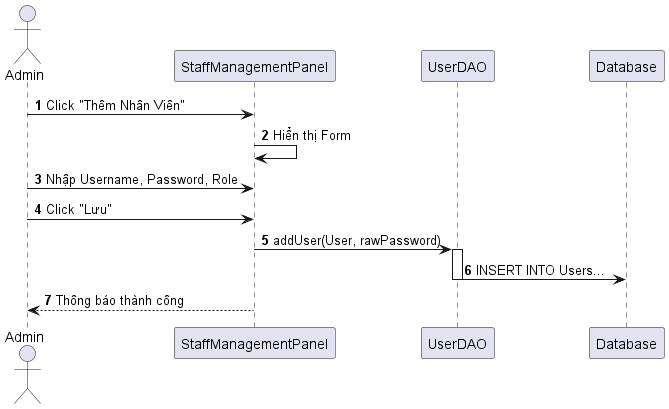 Admin
StaffManagementPanel
UserDAO
Database
1 Click "Thêm Nhân Viên"
2 Hiển thị Form
3 Nhập Username, Password, Role
4 Click "Lưu"
5 addUser(User, rawPassword)
6 INSERT INTO Users...
7 Thông báo thành công
Admin
StaffManagementPanel
UserDAO
Database